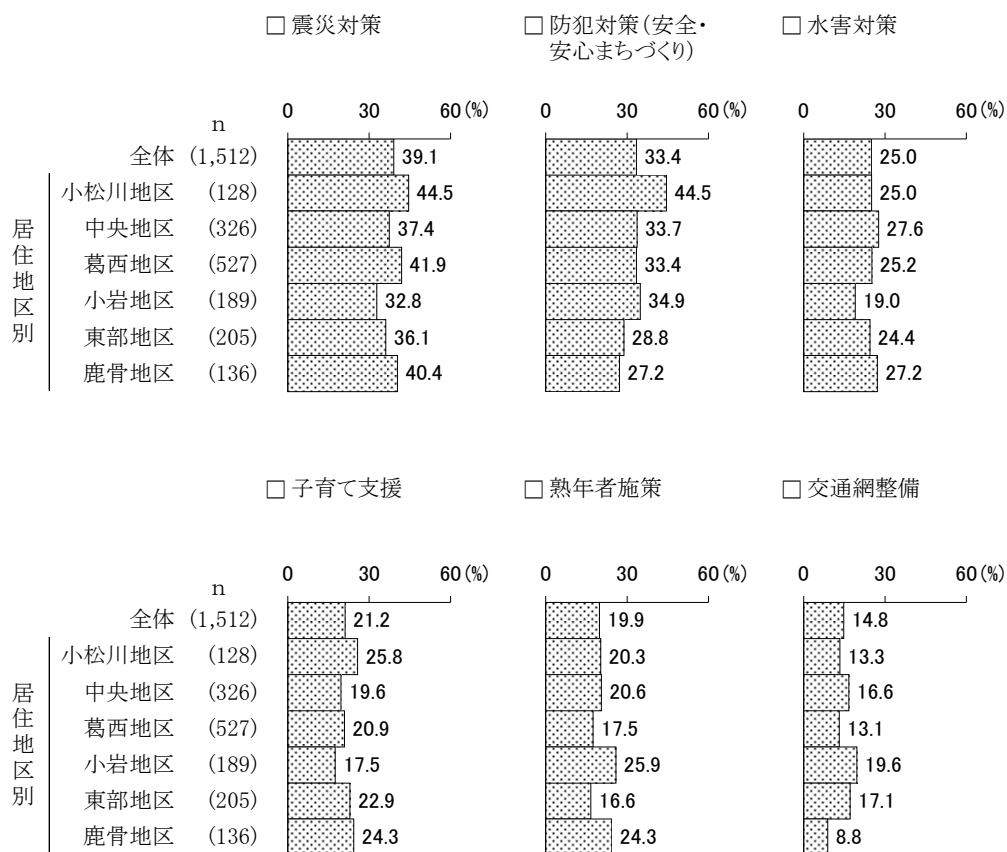 □ 震災対策 □ 防犯対策(安全・ □ 水害対策
安心まちづくり)
0 30 60(%) 0 30 60(%) 0 30 60(%)
n
全体 (1,512) 39.1 33.4 25.0
小松川地区 (128) 44.5 44.5 25.0
中央地区 (326) 37.4 33.7 27.6
葛西地区 (527) 41.9 33.4 25.2
小岩地区 (189) 32.8 34.9 19.0
東部地区 (205) 36.1 28.8 24.4
鹿骨地区 (136) 40.4 27.2 27.2
居住地区別
□ 子育て支援 □ 熟年者施策 □ 交通網整備
0 30 60(%) 0 30 60(%) 0 30 60(%)
n
全体 (1,512) 21.2 19.9 14.8
小松川地区 (128) 25.8 20.3 13.3
中央地区 (326) 19.6 20.6 16.6
葛西地区 (527) 20.9 17.5 13.1
小岩地区 (189) 17.5 25.9 19.6
東部地区 (205) 22.9 16.6 17.1
鹿骨地区 (136) 24.3 24.3 8.8
居住地区別